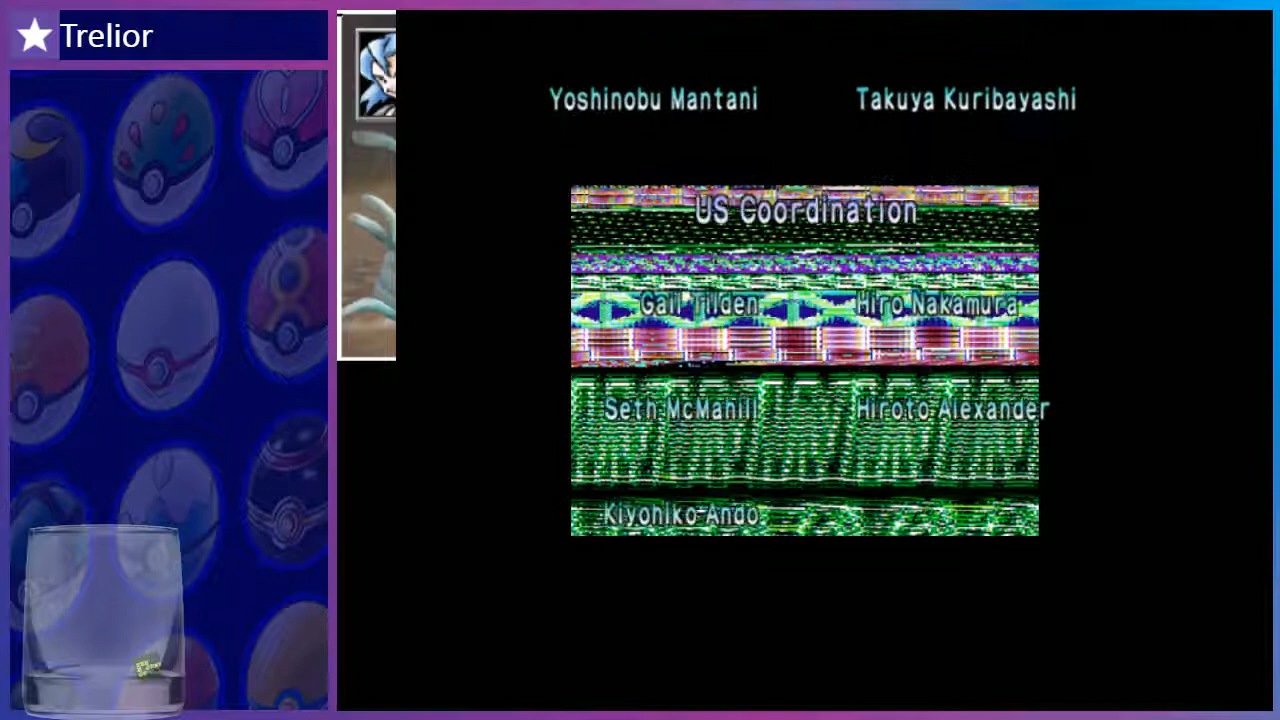 Trelior
Yoshinobu Mantani Takuya Kuribayashi
US Coordination
Gail Tilden Hiro Nakamura
Seth McMahill Hiroto Alexander
Kiyohiko Ando